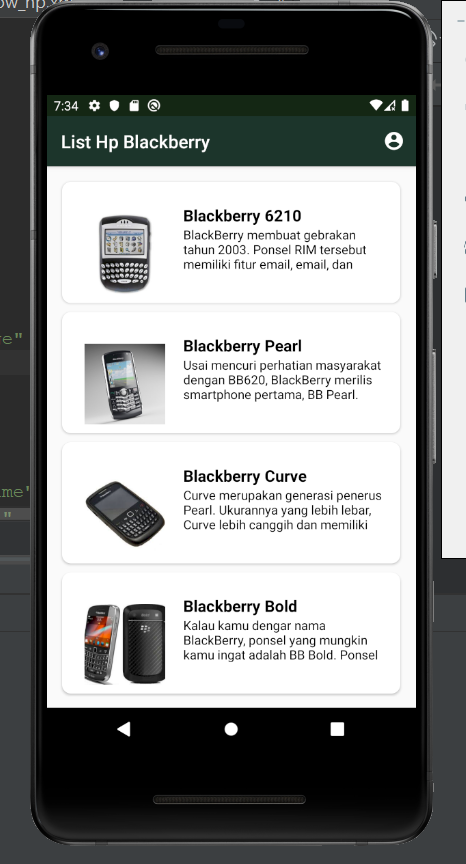 ow_hp.x
7:34
List Hp Blackberry
Blackberry 6210
BlackBerry membuat gebrakan
tahun 2003. Ponsel RIM tersebut
memiliki fitur email, email, dan
Blackberry Pearl
Usai mencuri perhatian masyarakat
dengan BB620, BlackBerry merilis
smartphone pertama, BB Pearl.
e"
Blackberry Curve
Curve merupakan generasi penerus
Pearl. Ukurannya yang lebih lebar,
Curve lebih canggih dan memiliki
ame"
"
Blackberry Bold
Kalau kamu dengar nama
BlackBerry, ponsel yang mungkin
kamu ingat adalah BB Bold. Ponsel